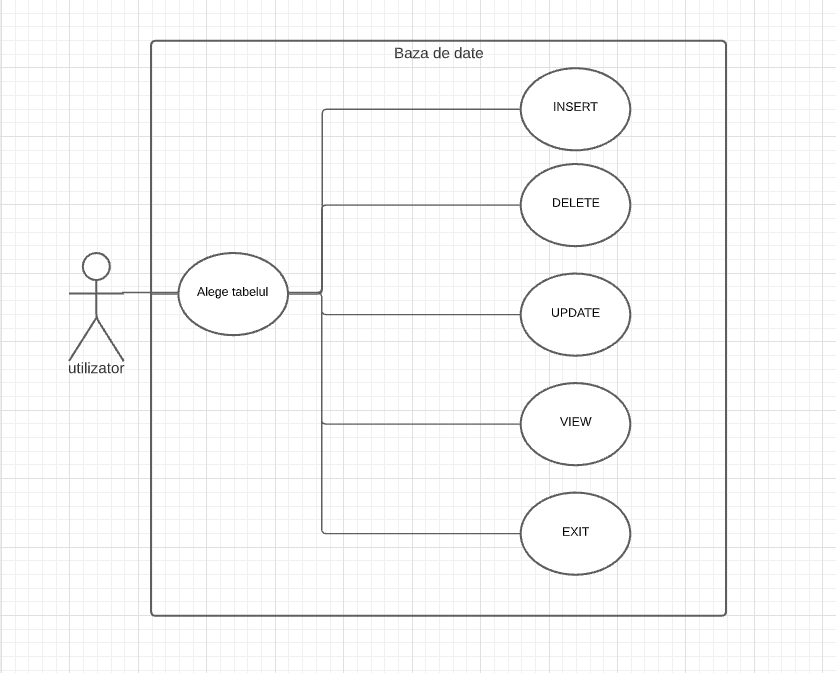 Baza de date
INSERT
DELETE
Alege tabelul
UPDATE
utilizator
VIEW
EXIT